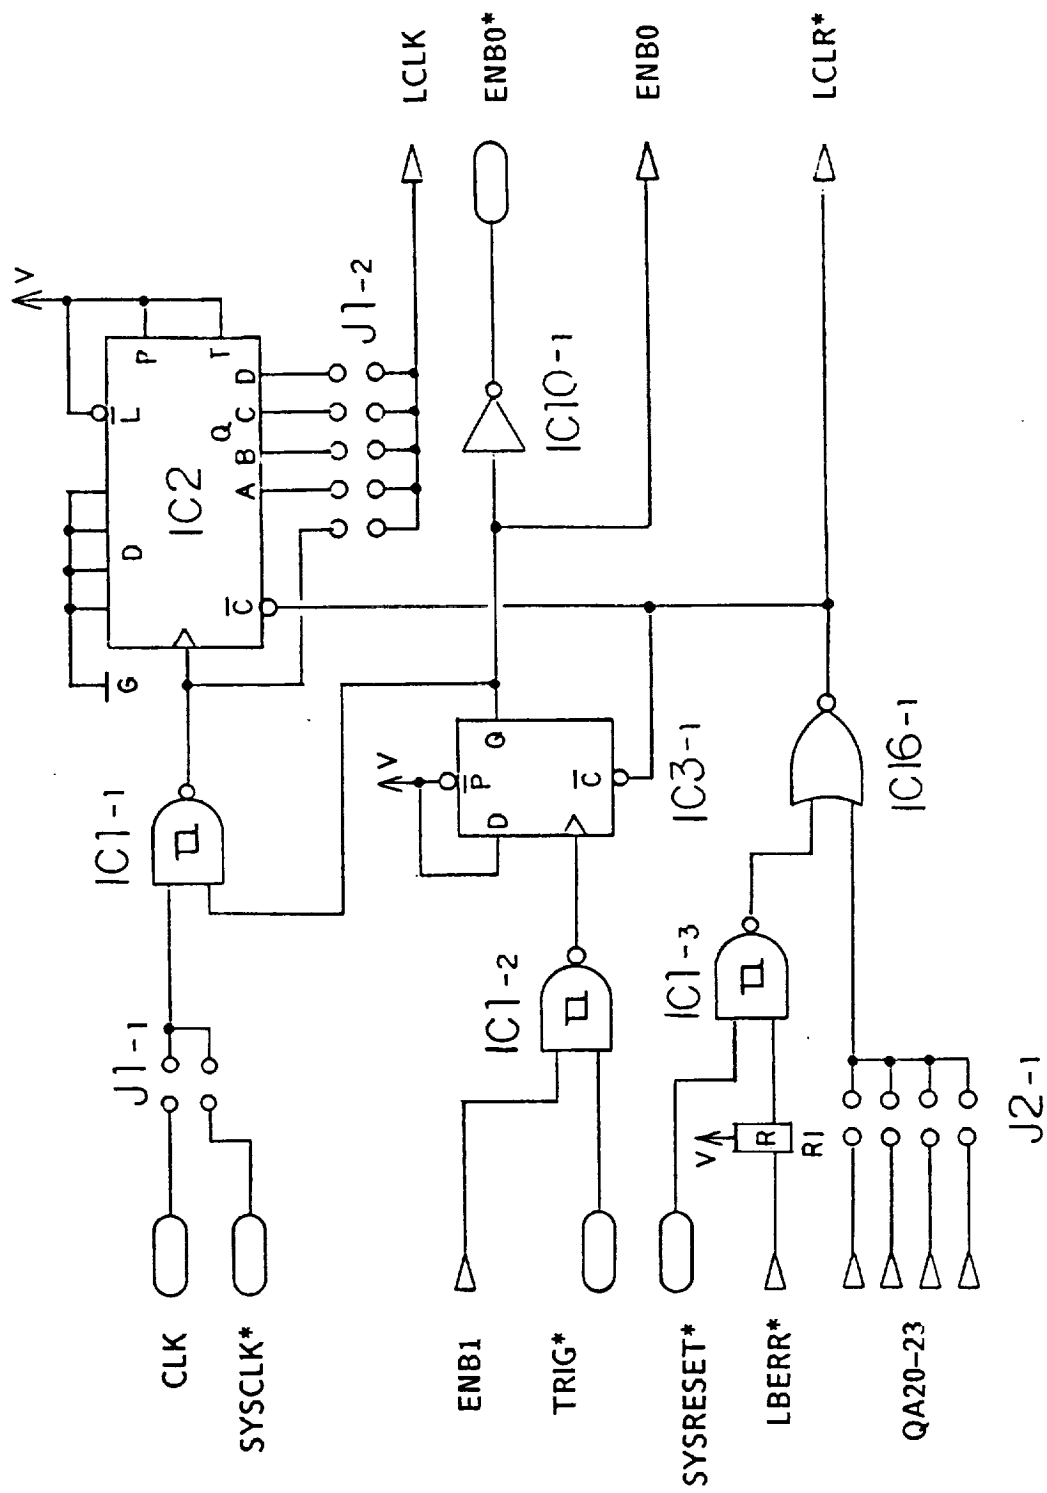 CLK
SYSCLK*
J1-1
IC1-1
G
D
L
IC2
P
T
V
C
Q
A B C D
J1-2
LCLK
ENB0*
ENB1
TRIG*
IC1-2
V
P
D
Q
C
IC3-1
IC10-1
ENB0
SYSRESET*
LBERR*
V
R
R1
IC1-3
IC16-1
LCLR*
QA20-23
J2-1